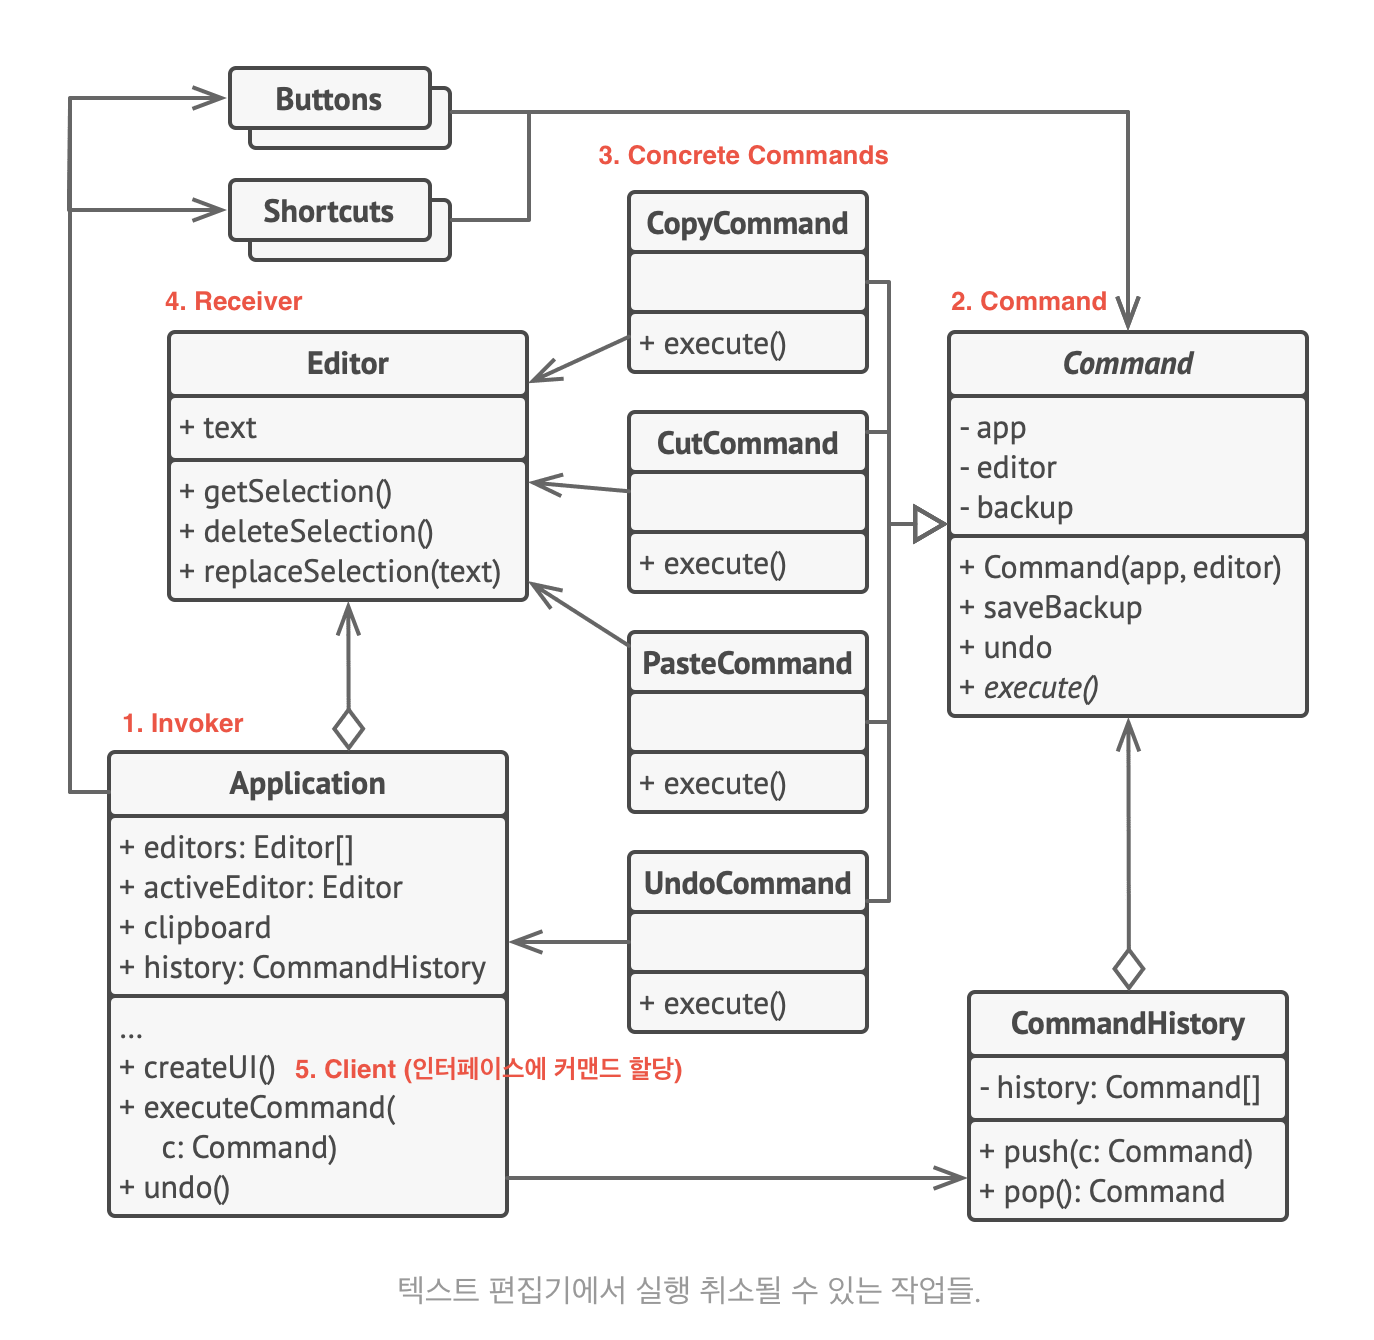 Buttons
Shortcuts
3. Concrete Commands
CopyCommand
+ execute()
4. Receiver
Editor
+ text
+ getSelection()
+ deleteSelection()
+ replaceSelection(text)
CutCommand
+ execute()
2. Command
Command
- app
- editor
- backup
+ Command(app, editor)
+ saveBackup
+ undo
+ execute()
PasteCommand
+ execute()
1. Invoker
Application
+ editors: Editor[]
+ activeEditor: Editor
+ clipboard
+ history: CommandHistory
...
+ createUI()
5. Client (인터페이스에 커맨드 할당)
+ executeCommand(
c: Command)
+ undo()
UndoCommand
+ execute()
CommandHistory
- history: Command[]
+ push(c: Command)
+ pop(): Command
텍스트 편집기에서 실행 취소될 수 있는 작업들.